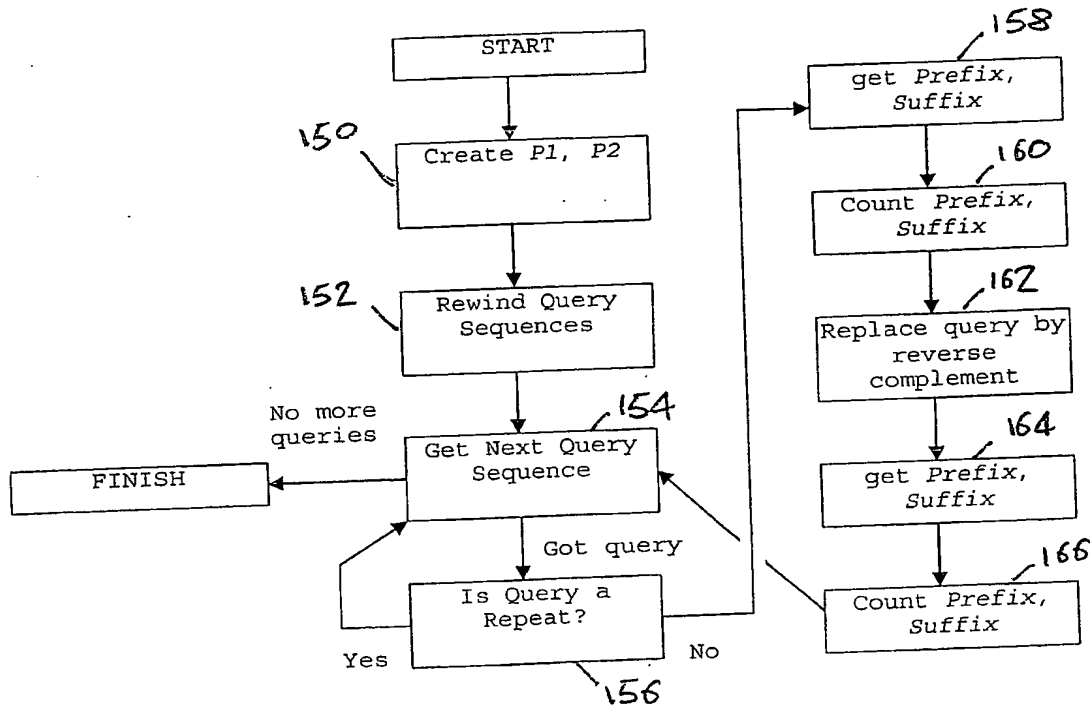 START
150
Create P1, P2
152
Rewind Query
Sequences
No more
queries
154
Get Next Query
Sequence
FINISH
Got query
Is Query a
Repeat?
Yes
No
156
158
get Prefix,
Suffix
160
Count Prefix,
Suffix
162
Replace query by
reverse
complement
164
get Prefix,
Suffix
166
Count Prefix,
Suffix